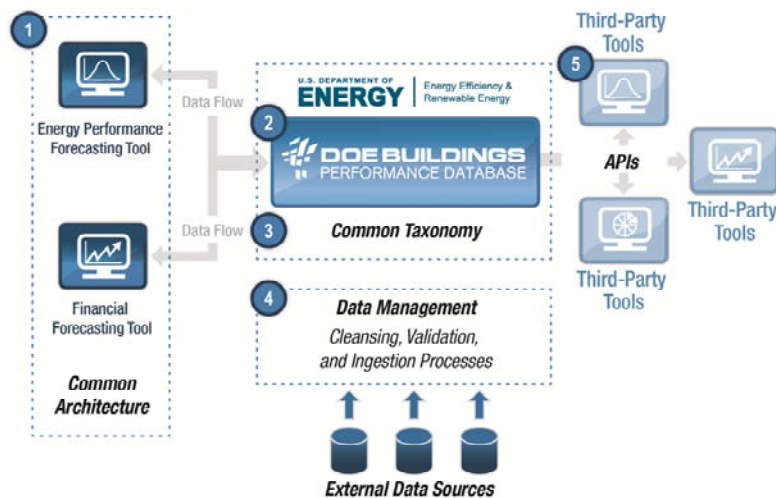 1
Energy Performance
Forecasting Tool
Financial
Forecasting Tool
Common
Architecture
Data Flow
Data Flow
U.S. DEPARTMENT OF
ENERGY
Energy Efficiency &
Renewable Energy
2
DOE BUILDINGS
PERFORMANCE DATABASE
3
Common Taxonomy
4
Data Management
Cleansing, Validation,
and Ingestion Processes
External Data Sources
Third-Party
Tools
5
APIs
Third-Party
Tools
Third-Party
Tools